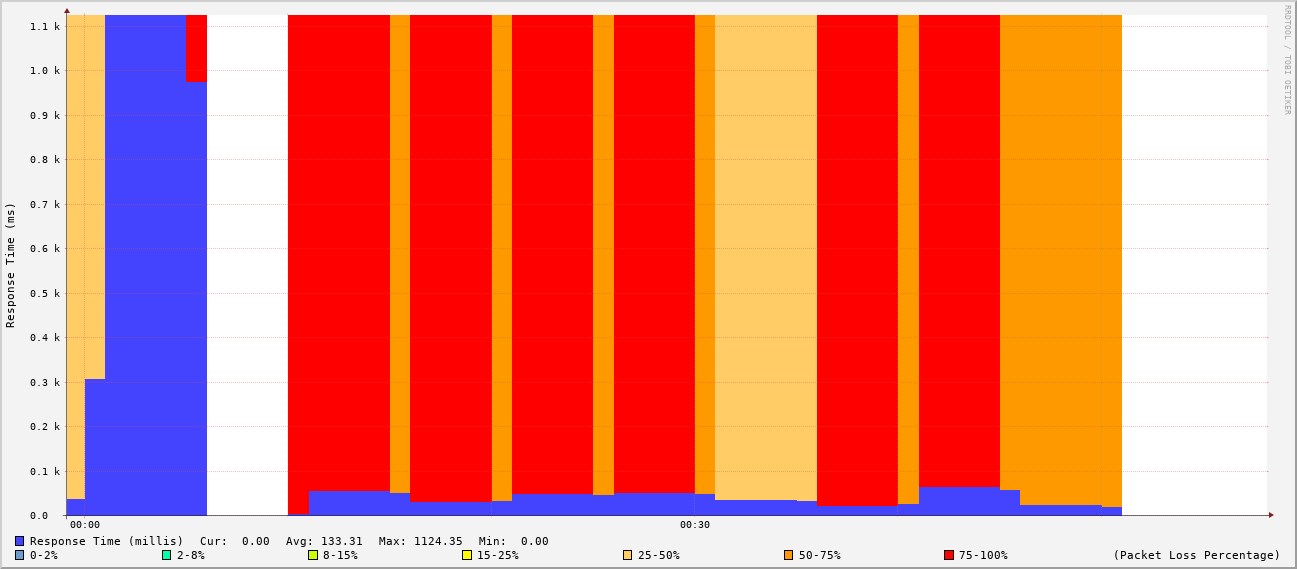 RRDTOOL / TOBI OETIKER
Response Time (ms)
1.1 k
1.0 k
0.9 k
0.8 k
0.7 k
0.6 k
0.5 k
0.4 k
0.3 k
0.2 k
0.1 k
0.0
00:00 00:30
Response Time (millis) Cur: 0.00 Avg: 133.31 Max: 1124.35 Min: 0.00
0-2% 2-8% 8-15% 15-25% 25-50% 50-75% 75-100% (Packet Loss Percentage)